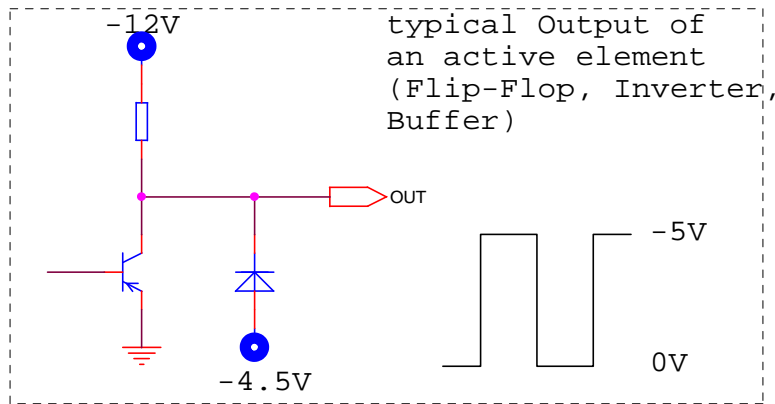 -12V
typical Output of
an active element
(Flip-Flop, Inverter,
Buffer)
OUT
-5V
0V
-4.5V